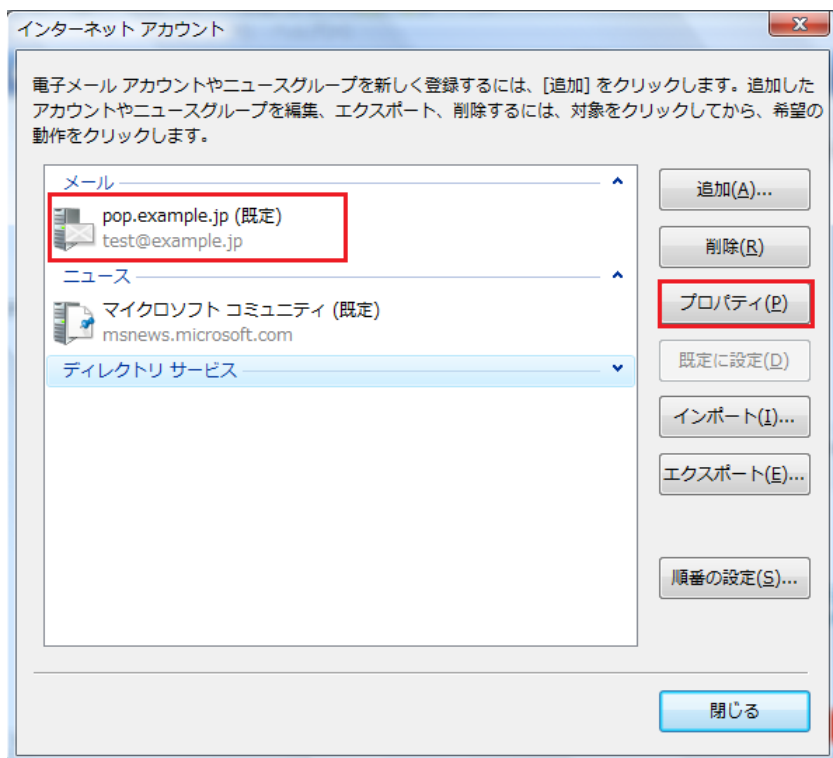 インターネット アカウント
電子メール アカウントやニュースグループを新しく登録するには、[追加] をクリックします。追加した
アカウントやニュースグループを編集、エクスポート、削除するには、対象をクリックしてから、希望の
動作をクリックします。
メール
pop.example.jp (既定)
test@example.jp
ニュース
マイクロソフト コミュニティ (既定)
msnews.microsoft.com
ディレクトリ サービス
追加(A)...
削除(R)
プロパティ(P)
既定に設定(D)
インポート(I)...
エクスポート(E)...
順番の設定(S)...
閉じる